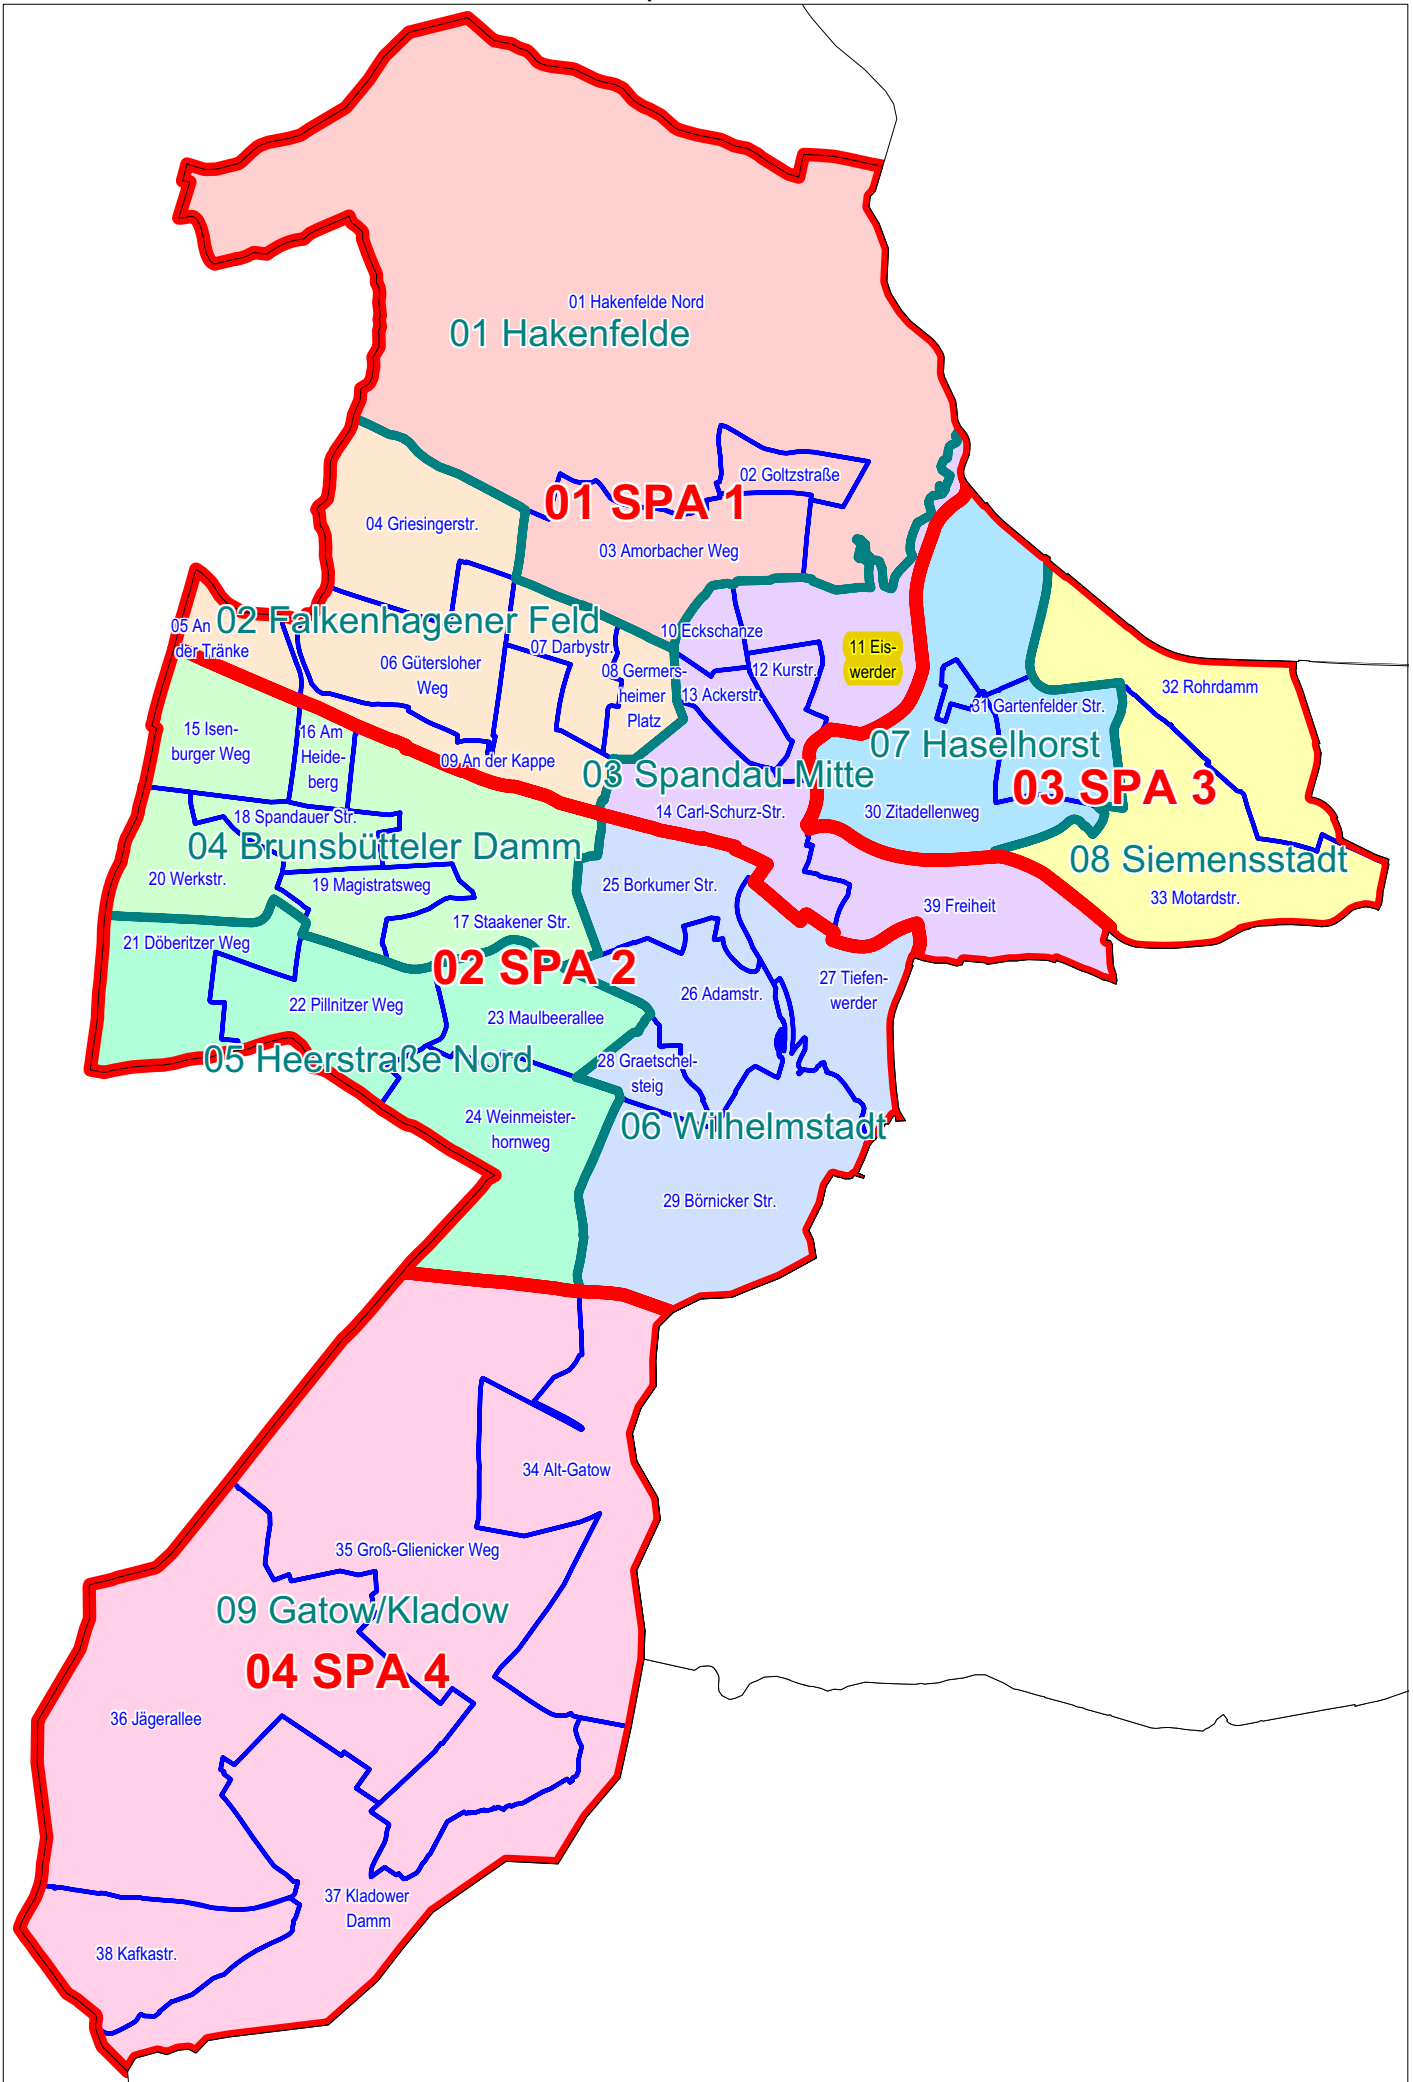 01 Hakenfelde Nord
01 Hakenfelde
02 Goltzstraße
01 SPA 1
04 Griesingerstr.
03 Amorbacher Weg
05 An
der Tränke
02 Falkenhagener Feld
10 Eckschanze
07 Darbystr.
11 Eis-
werder
06 Gütersloher
Weg
08 Germers-
heimer
Platz
12 Kurstr.
13 Ackerstr.
32 Rohrdamm
31 Gartenfelder Str.
15 Isen-
burger Weg
16 Am
Heide-
berg
07 Haselhorst
09 An der Kappe
03 Spandau Mitte
03 SPA 3
14 Carl-Schurz-Str.
30 Zitadellenweg
18 Spandauer Str.
04 Brunsbütteler Damm
08 Siemensstadt
20 Werkstr.
19 Magistratsweg
25 Borkumer Str.
33 Motardstr.
39 Freiheit
17 Staakener Str.
21 Döberitzer Weg
02 SPA 2
27 Tiefen-
werder
26 Adamstr.
22 Pillnitzer Weg
23 Maulbeerallee
05 Heerstraße Nord
28 Graetschel-
steig
24 Weinmeister-
hornweg
06 Wilhelmstadt
29 Börnicker Str.
34 Alt-Gatow
35 Groß-Glienicker Weg
09 Gatow/Kladow
04 SPA 4
36 Jägerallee
37 Kladower
Damm
38 Kafkastr.